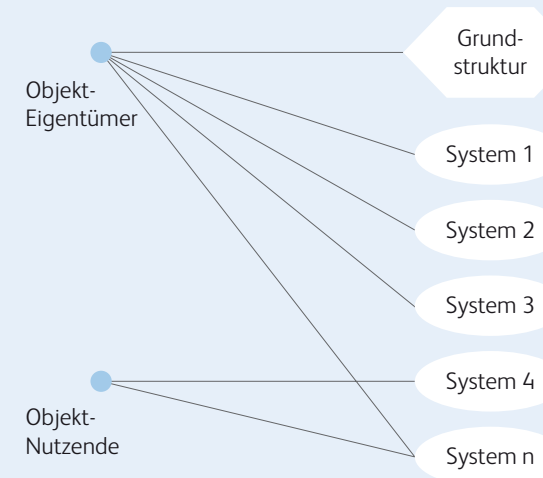 Grund-
struktur
Objekt-
Eigentümer
System 1
System 2
System 3
System 4
Objekt-
Nutzende
System n